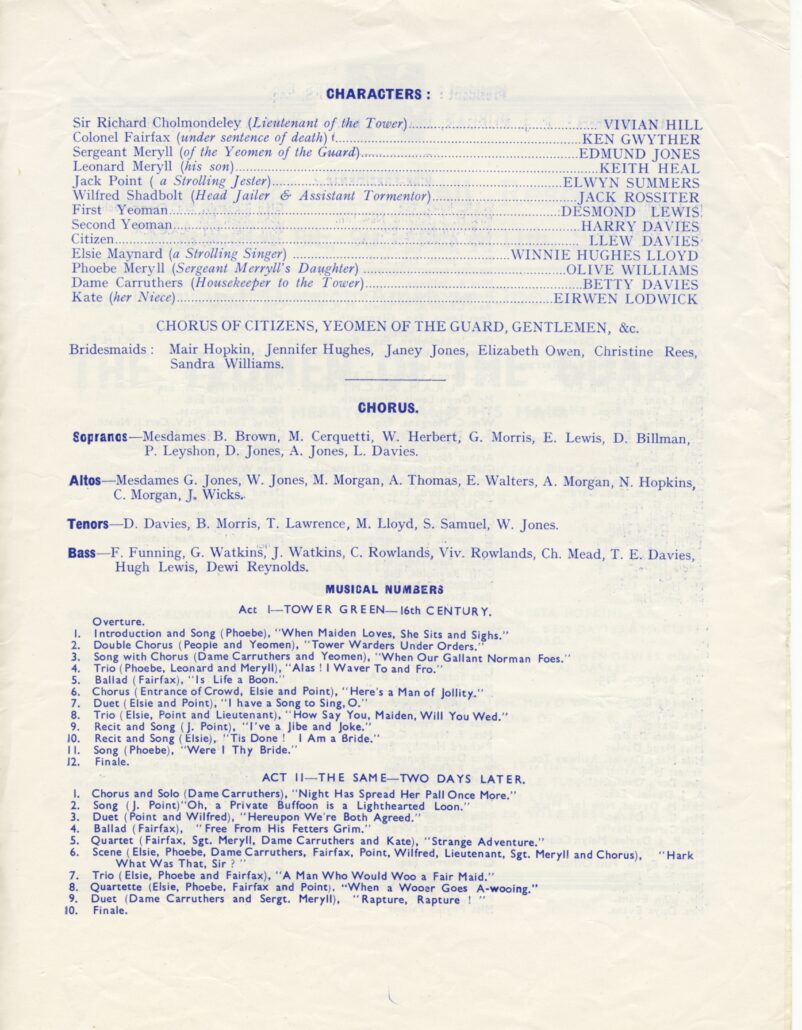 CHARACTERS :
Sir Richard Cholmondeley (Lieutenant of the Tower)........ VIVIAN HILL
Colonel Fairfax (under sentence of death) ........ KEN GWYTHER
Sergeant Meryll (of the Yeomen of the Guard)........ EDMUND JONES
Leonard Meryll (his son)........ KEITH HEAL
Jack Point ( a Strolling Jester)........ ELWYN SUMMERS
Wilfred Shadbolt (Head Jailer & Assistant Tormentor)........ JACK ROSSITER
First Yeoman........ DESMOND LEWIS
Second Yeoman........ HARRY DAVIES
Citizen........ LLEW DAVIES
Elsie Maynard (a Strolling Singer) ........ WINNIE HUGHES LLOYD
Phoebe Meryll (Sergeant Merryll's Daughter) ........ OLIVE WILLIAMS
Dame Carruthers (Housekeeper to the Tower)........ BETTY DAVIES
Kate (her Niece)........ EIRWEN LODWICK
CHORUS OF CITIZENS, YEOMEN OF THE GUARD, GENTLEMEN, &c.
Bridesmaids : Mair Hopkin, Jennifer Hughes, Janey Jones, Elizabeth Owen, Christine Rees,
Sandra Williams.
CHORUS.
Sopranos—Mesdames B. Brown, M. Cerquetti, W. Herbert, G. Morris, E. Lewis, D. Billman,
P. Leyshon, D. Jones, A. Jones, L. Davies.
Altos—Mesdames G. Jones, W. Jones, M. Morgan, A. Thomas, E. Walters, A. Morgan, N. Hopkins,
C. Morgan, J. Wicks.
Tenors—D. Davies, B. Morris, T. Lawrence, M. Lloyd, S. Samuel, W. Jones.
Bass—F. Funning, G. Watkins, J. Watkins, C. Rowlands, Viv. Rowlands, Ch. Mead, T. E. Davies,
Hugh Lewis, Dewi Reynolds.
MUSICAL NUMBERS
Act I—TOWER GREEN—16th CENTURY.
Overture.
1. Introduction and Song (Phoebe), "When Maiden Loves, She Sits and Sighs."
2. Double Chorus (People and Yeomen), "Tower Warders Under Orders."
3. Song with Chorus (Dame Carruthers and Yeomen), "When Our Gallant Norman Foes."
4. Trio (Phoebe, Leonard and Meryll), "Alas ! I Waver To and Fro."
5. Ballad (Fairfax), "Is Life a Boon."
6. Chorus (Entrance of Crowd, Elsie and Point), "Here's a Man of Jollity."
7. Duet (Elsie and Point), "I have a Song to Sing, O."
8. Trio (Elsie, Point and Lieutenant), "How Say You, Maiden, Will You Wed."
9. Recit and Song (J. Point), "I've a Jibe and Joke."
10. Recit and Song (Elsie), "Tis Done ! I Am a Bride."
11. Song (Phoebe), "Were I Thy Bride."
12. Finale.
ACT II—THE SAME—TWO DAYS LATER.
1. Chorus and Solo (Dame Carruthers), "Night Has Spread Her Pall Once More."
2. Song (J. Point)"Oh, a Private Buffoon is a Lighthearted Loon."
3. Duet (Point and Wilfred), "Hereupon We're Both Agreed."
4. Ballad (Fairfax), "Free From His Fetters Grim."
5. Quartet (Fairfax, Sgt. Meryll, Dame Carruthers and Kate), "Strange Adventure."
6. Scene (Elsie, Phoebe, Dame Carruthers, Fairfax, Point, Wilfred, Lieutenant, Sgt. Meryll and Chorus), "Hark
What Was That, Sir ? "
7. Trio (Elsie, Phoebe and Fairfax), "A Man Who Would Woo a Fair Maid."
8. Quartette (Elsie, Phoebe, Fairfax and Point). "When a Wooer Goes A-wooing."
9. Duet (Dame Carruthers and Sergt. Meryll), "Rapture, Rapture ! "
10. Finale.